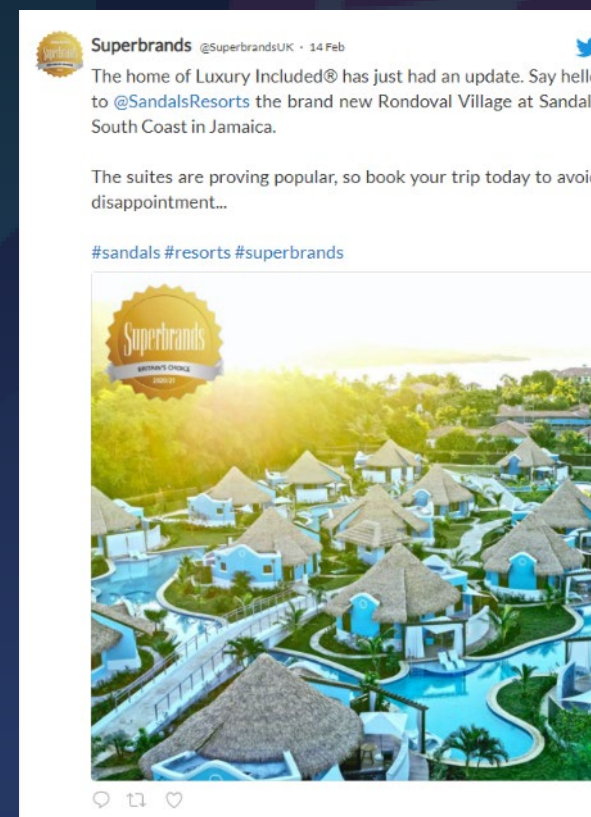 Superbrands @SuperbrandsUK · 14 Feb
The home of Luxury Included® has just had an update. Say hell
to @SandalsResorts the brand new Rondoval Village at Sandal
South Coast in Jamaica.
The suites are proving popular, so book your trip today to avoi
disappointment...
#sandals #resorts #superbrands
Superbrands
BRITAIN'S CHOICE
2020/21